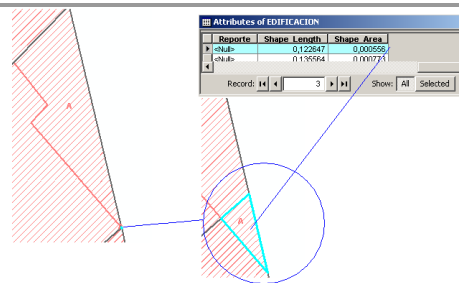 Attributes of EDIFICACION
Reporte Shape_Length Shape_Area
<Null> 0,122647 0,000556
<Null> 0,135564 0,000773
Record: 3 Show: All Selected
A
A